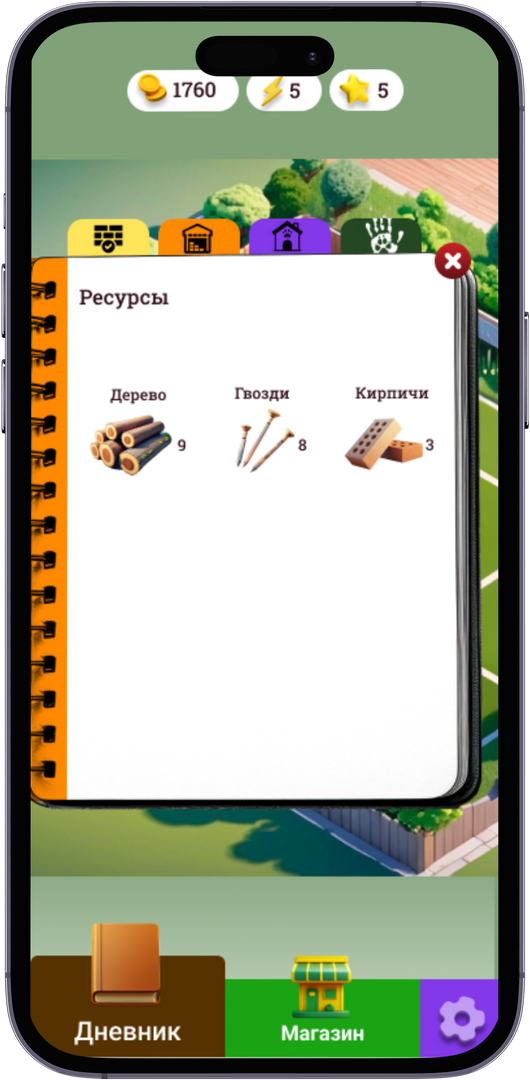 1760 5 5
Ресурсы
Дерево Гвозди Кирпичи
9 8 3
Дневник Магазин